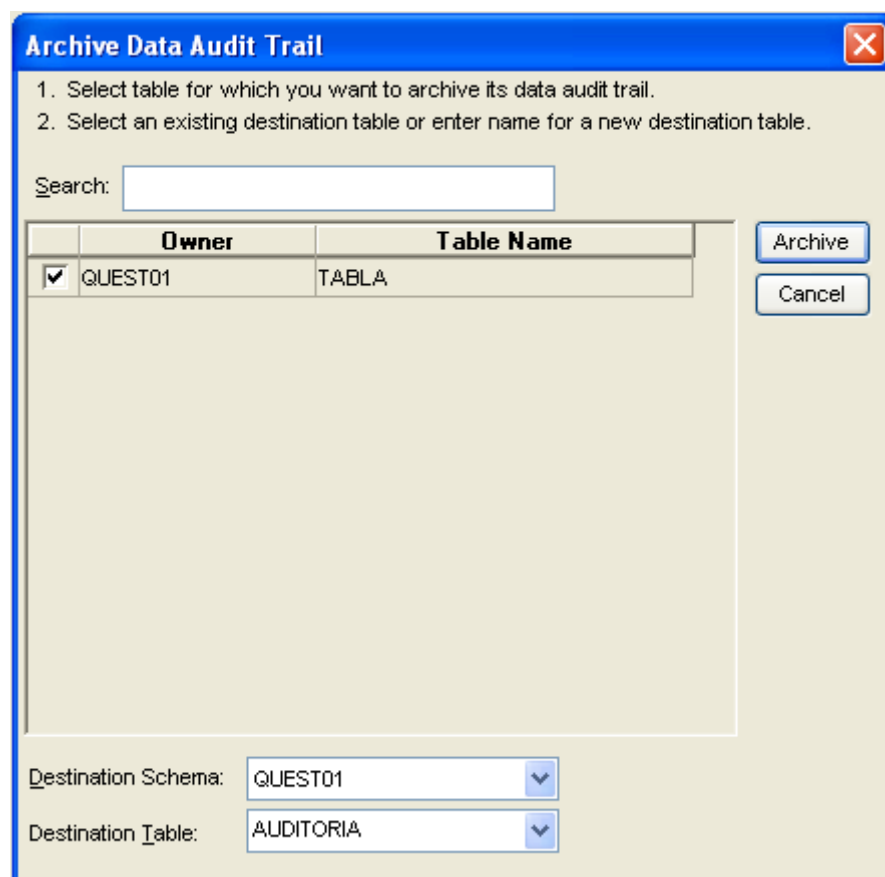 Archive Data Audit Trail
1. Select table for which you want to archive its data audit trail.
2. Select an existing destination table or enter name for a new destination table.
Search:
Owner Table Name
QUEST01 TABLA
Archive
Cancel
Destination Schema: QUEST01
Destination Table: AUDITORIA